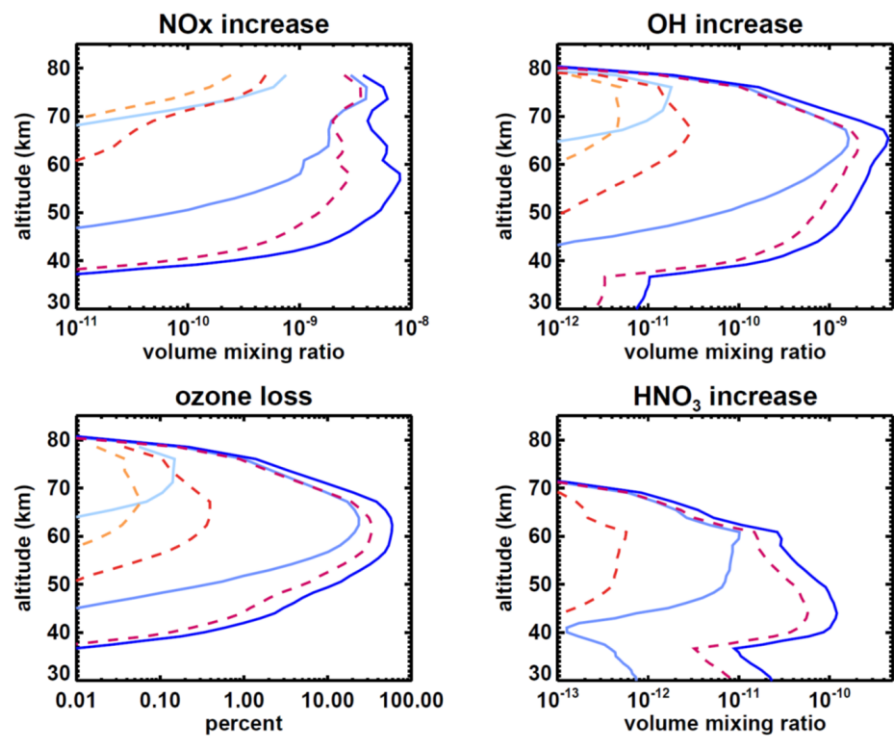 NOx increase
altitude (km)
80
70
60
50
40
30
10⁻¹¹ 10⁻¹⁰ 10⁻⁹ 10⁻⁸
volume mixing ratio
OH increase
altitude (km)
80
70
60
50
40
30
10⁻¹² 10⁻¹¹ 10⁻¹⁰ 10⁻⁹
volume mixing ratio
ozone loss
altitude (km)
80
70
60
50
40
30
0.01 0.10 1.00 10.00 100.00
percent
HNO₃ increase
altitude (km)
80
70
60
50
40
30
10⁻¹³ 10⁻¹² 10⁻¹¹ 10⁻¹⁰
volume mixing ratio